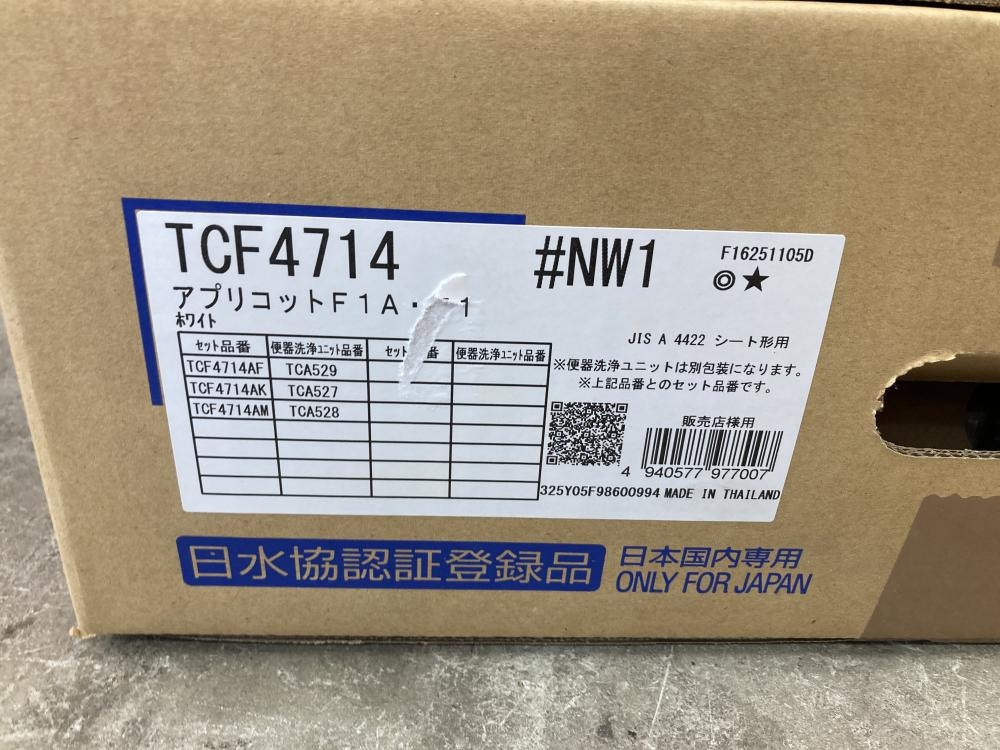 TCF4714 #NW1 F16251105D
◎★
アプリコットF1A・ 1
ホワイト
JIS A 4422 シート形用
セット品番 便器洗浄ユニット品番 セット 便器洗浄ユニット品番
TCF4714AF TCA529
TCF4714AK TCA527
TCF4714AM TCA528
※便器洗浄ユニットは別包装になります。
※上記品番とのセット品番です。
販売店様用
4 940577 977007
325Y05F98600994 MADE IN THAILAND
日水協認証登録品
日本国内専用
ONLY FOR JAPAN